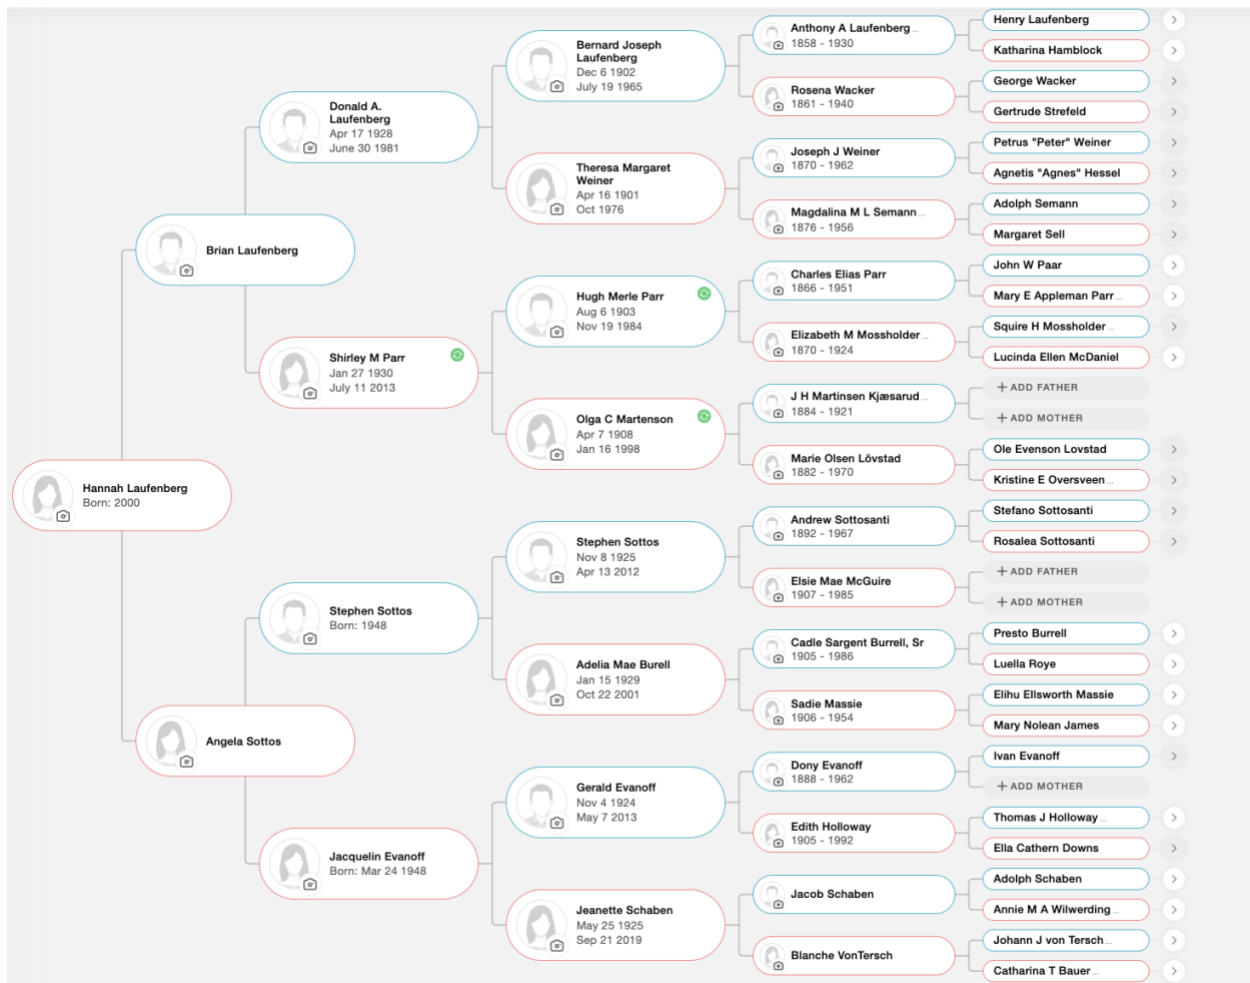 Hannah Laufenberg
Born: 2000
Brian Laufenberg
Angela Sottos
Donald A.
Laufenberg
Apr 17 1928
June 30 1981
Shirley M Parr
Jan 27 1930
July 11 2013
Stephen Sottos
Born: 1948
Jacquelin Evanoff
Born: Mar 24 1948
Bernard Joseph
Laufenberg
Dec 6 1902
July 19 1965
Theresa Margaret
Weiner
Apr 16 1901
Oct 1976
Hugh Merle Parr
Aug 6 1903
Nov 19 1984
Olga C Martenson
Apr 7 1908
Jan 16 1998
Stephen Sottos
Nov 8 1925
Apr 13 2012
Adelia Mae Burell
Jan 15 1929
Oct 22 2001
Gerald Evanoff
Nov 4 1924
May 7 2013
Jeanette Schaben
May 25 1925
Sep 21 2019
Anthony A Laufenberg...
1858 - 1930
Rosena Wacker
1861 - 1940
Joseph J Weiner
1870 - 1962
Magdalina M L Semann...
1876 - 1956
Charles Elias Parr
1866 - 1951
Elizabeth M Mossholder...
1870 - 1924
J H Martinsen Kjæsarud...
1884 - 1921
Marie Olsen Lövstad
1882 - 1970
Andrew Sottosanti
1892 - 1967
Elsie Mae McGuire
1907 - 1985
Cadle Sargent Burrell, Sr
1905 - 1986
Sadie Massie
1906 - 1954
Dony Evanoff
1888 - 1962
Edith Holloway
1905 - 1992
Jacob Schaben
Blanche VonTersch
Henry Laufenberg
Katharina Hamblock
George Wacker
Gertrude Strefeld
Petrus "Peter" Weiner
Agnetis "Agnes" Hessel
Adolph Semann
Margaret Sell
John W Paar
Mary E Appleman Parr...
Squire H Mossholder...
Lucinda Ellen McDaniel
+ ADD FATHER
+ ADD MOTHER
Ole Evenson Lovstad
Kristine E Oversveen...
Stefano Sottosanti
Rosalea Sottosanti
+ ADD FATHER
+ ADD MOTHER
Presto Burrell
Luella Roye
Elihu Ellsworth Massie
Mary Nolean James
Ivan Evanoff
+ ADD MOTHER
Thomas J Holloway...
Ella Cathern Downs
Adolph Schaben
Annie M A Wilwerding...
Johann J von Tersch...
Catharina T Bauer...